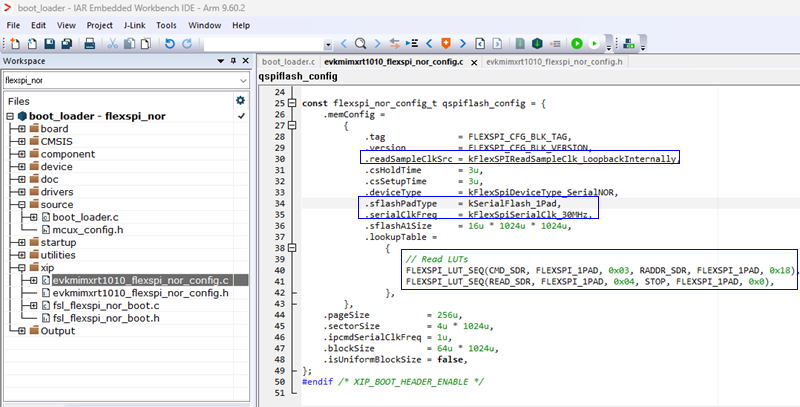 boot_loader - IAR Embedded Workbench IDE - Arm 9.60.2
File Edit View Project J-Link Tools Window Help
Workspace
flexspi_nor
Files
boot_loader - flexspi_nor
board
CMSIS
component
device
doc
drivers
source
boot_loader.c
mcux_config.h
startup
utilities
xip
evkmimxrt1010_flexspi_nor_config.c
evkmimxrt1010_flexspi_nor_config.h
fsl_flexspi_nor_boot.c
fsl_flexspi_nor_boot.h
Output
boot_loader.c evkmimxrt1010_flexspi_nor_config.c evkmimxrt1010_flexspi_nor_config.h
qspiflash_config
24
25 const flexspi_nor_config_t qspiflash_config = {
26 .memConfig =
27 {
28 .tag = FLEXSPI_CFG_BLK_TAG,
29 .version = FLEXSPI_CFG_BLK_VERSION,
30 .readSampleClkSrc = kFlexSPIReadSampleClk_LoopbackInternally,
31 .csHoldTime = 3u,
32 .csSetupTime = 3u,
33 .deviceType = kFlexSpiDeviceType_SerialNOR,
34 .sflashPadType = kSerialFlash_1Pad,
35 .serialClkFreq = kFlexSpiSerialClk_30MHz,
36 .sflashA1Size = 16u * 1024u * 1024u,
37 .lookupTable =
38 {
39 // Read LUTs
40 FLEXSPI_LUT_SEQ(CMD_SDR, FLEXSPI_1PAD, 0x03, RADDR_SDR, FLEXSPI_1PAD, 0x18),
41 FLEXSPI_LUT_SEQ(READ_SDR, FLEXSPI_1PAD, 0x04, STOP, FLEXSPI_1PAD, 0x0),
42 },
43 },
44 .pageSize = 256u,
45 .sectorSize = 4u * 1024u,
46 .ipcmdSerialClkFreq = 1u,
47 .blockSize = 64u * 1024u,
48 .isUniformBlockSize = false,
49 };
50 #endif /* XIP_BOOT_HEADER_ENABLE */
51